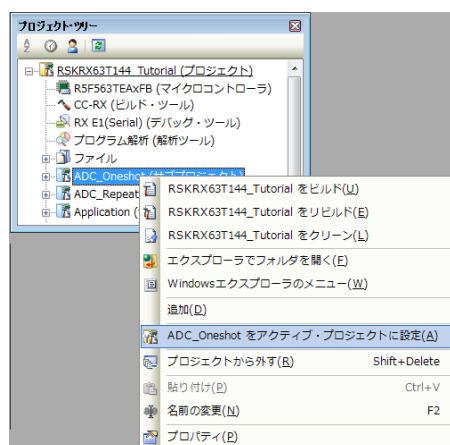 プロジェクト・ツリー
RSKRX63T144_Tutorial (プロジェクト)
R5F563TEAxFB (マイクロコントローラ)
CC-RX (ビルド・ツール)
RX E1(Serial) (デバッグ・ツール)
プログラム解析 (解析ツール)
ファイル
ADC_Oneshot (サブプロジェクト)
ADC_Repeat
Application (
RSKRX63T144_Tutorial をビルド(U)
RSKRX63T144_Tutorial をリビルド(E)
RSKRX63T144_Tutorial をクリーン(L)
エクスプローラでフォルダを開く(F)
Windowsエクスプローラのメニュー(W)
追加(D)
ADC_Oneshot をアクティブ・プロジェクトに設定(A)
プロジェクトから外す(R) Shift+Delete
貼り付け(P) Ctrl+V
名前の変更(N) F2
プロパティ(P)